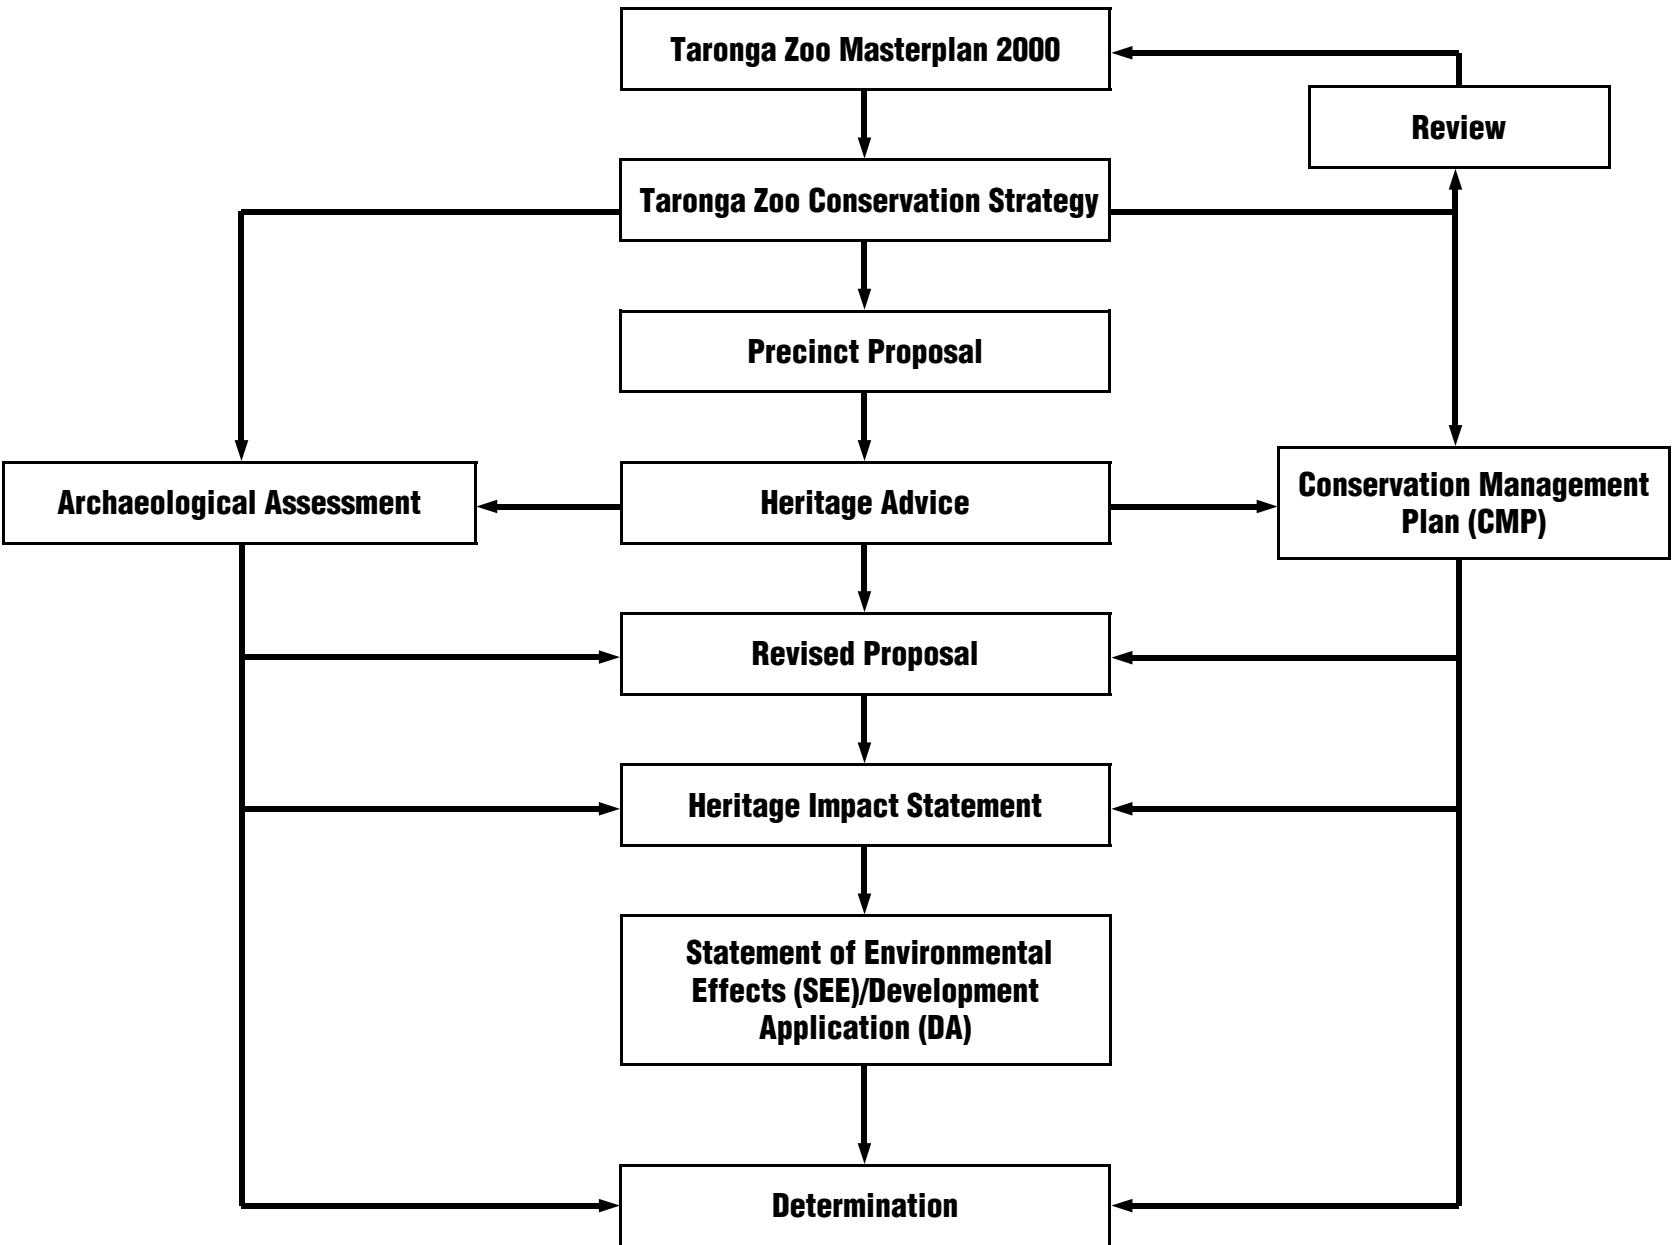 Taronga Zoo Masterplan 2000
Review
Taronga Zoo Conservation Strategy
Precinct Proposal
Archaeological Assessment
Heritage Advice
Conservation Management
Plan (CMP)
Revised Proposal
Heritage Impact Statement
Statement of Environmental
Effects (SEE)/Development
Application (DA)
Determination